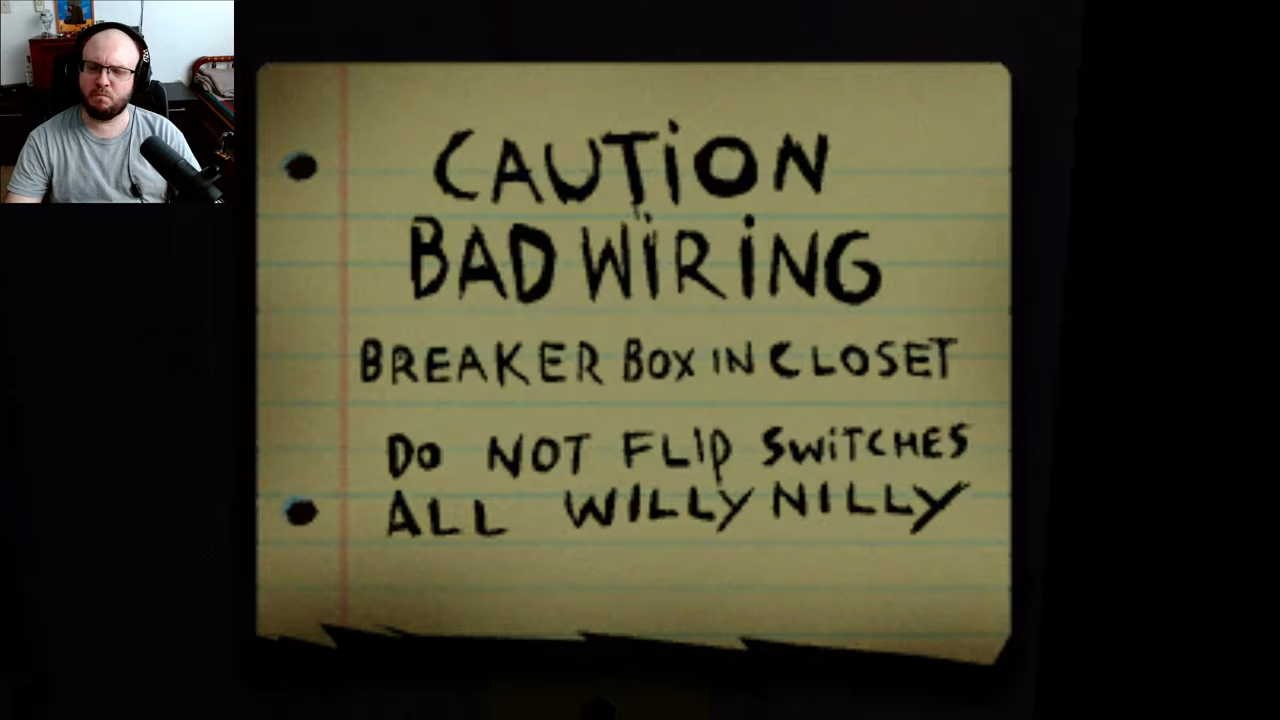 CAUTION
BAD WIRING
BREAKER BOX IN CLOSET
DO NOT FLIP SWITCHES
ALL WILLY NILLY